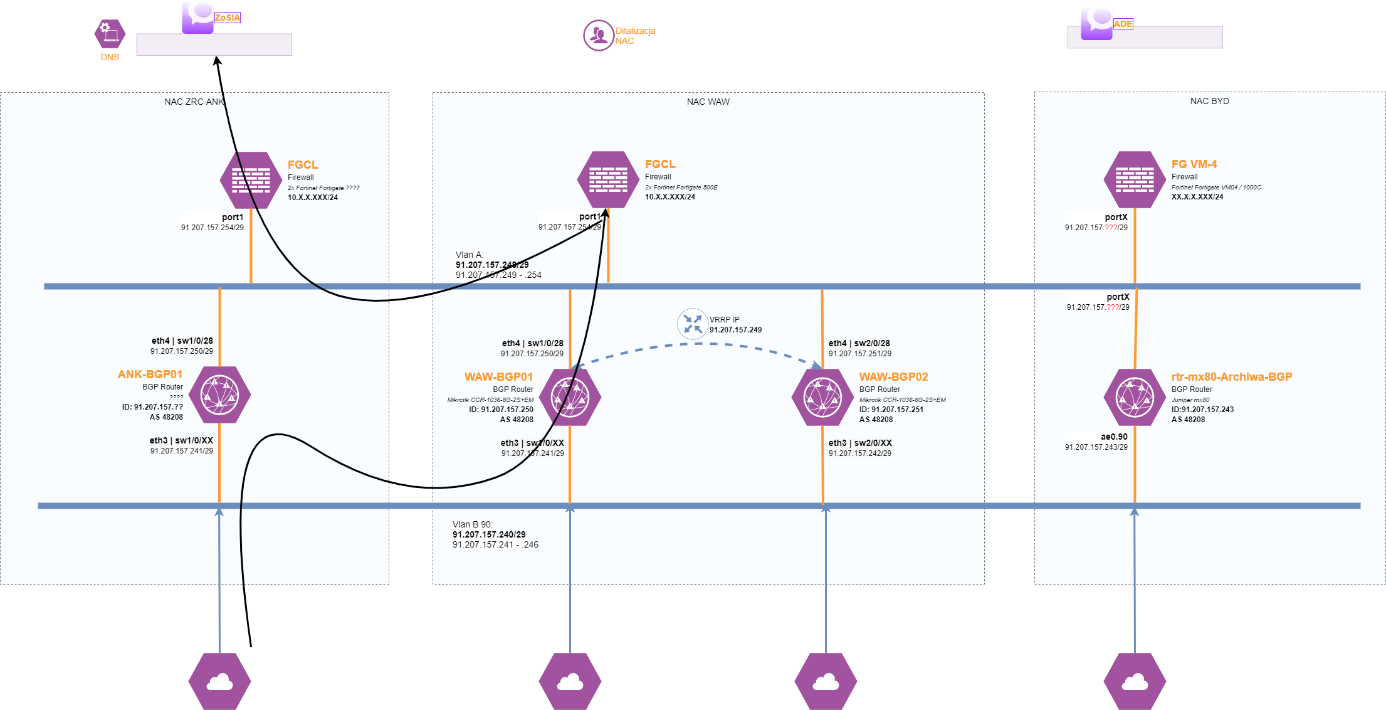 ZoSIA
DNS
Ditalizacja
NAC
ADE
NAC ZRC ANK
FGCL
Firewall
2x Fortinet Fortigate ????
10.X.X.XXX/24
port1
91.207.157.254/29
eth4 | sw1/0/28
91.207.157.250/29
ANK-BGP01
BGP Router
????
ID: 91.207.157.??
AS 48208
eth3 | sw1/0/XX
91.207.157.241/29
NAC WAW
FGCL
Firewall
2x Fortinet Fortigate 800E
10.X.X.XXX/24
port1
91.207.157.254/29
Vlan A:
91.207.157.248/29
91.207.157.249 - .254
VRRP IP
91.207.157.249
eth4 | sw1/0/28
91.207.157.250/29
WAW-BGP01
BGP Router
Mikrotik CCR-1036-8G-2S+EM
ID: 91.207.157.250
AS 48208
eth3 | sw1/0/XX
91.207.157.241/29
eth4 | sw2/0/28
91.207.157.251/29
WAW-BGP02
BGP Router
Mikrotik CCR-1036-8G-2S+EM
ID: 91.207.157.251
AS 48208
eth3 | sw2/0/XX
91.207.157.242/29
Vlan B 90:
91.207.157.240/29
91.207.157.241 - .246
NAC BYD
FG VM-4
Firewall
Fortinet Fortigate VM04 / 1000C
XX.X.X.XXX/24
portX
91.207.157.???/29
portX
91.207.157.???/29
rtr-mx80-Archiwa-BGP
BGP Router
Juniper mx80
ID:91.207.157.243
AS 48208
ae0.90
91.207.157.243/29